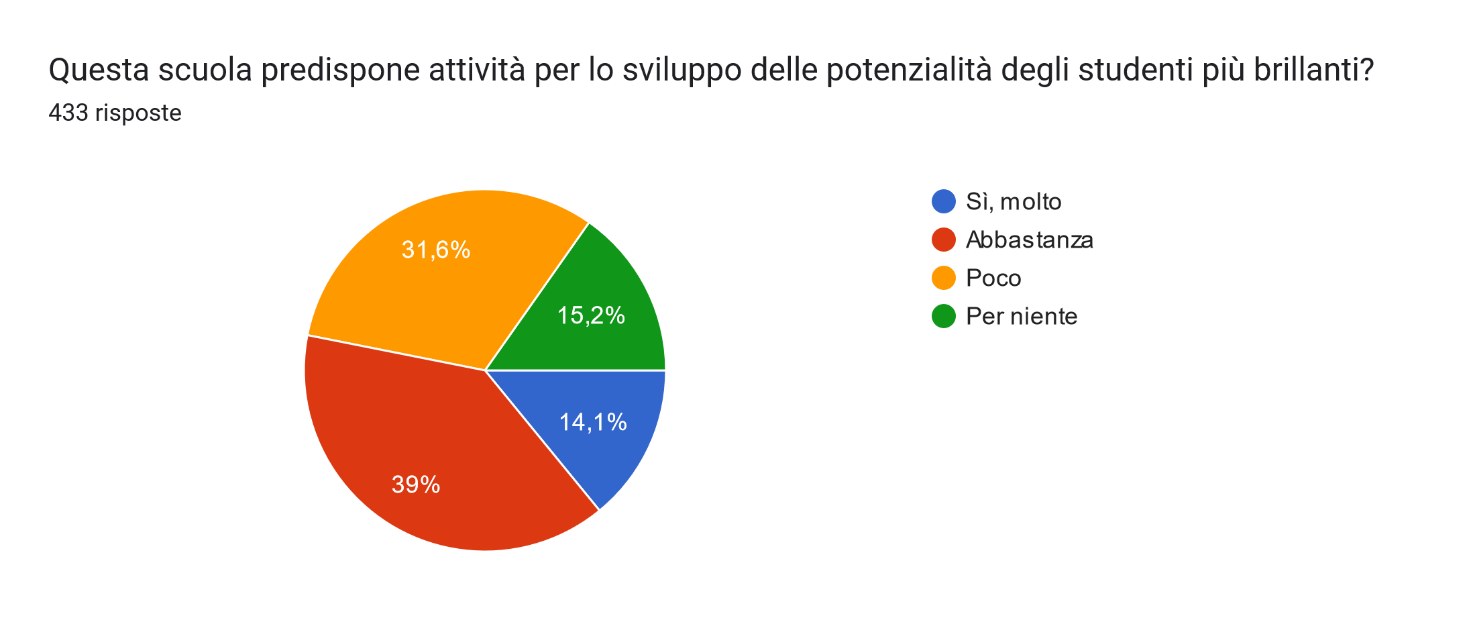 Questa scuola predispone attività per lo sviluppo delle potenzialità degli studenti più brillanti?
433 risposte
Sì, molto
Abbastanza
Poco
Per niente
31,6%
15,2%
14,1%
39%